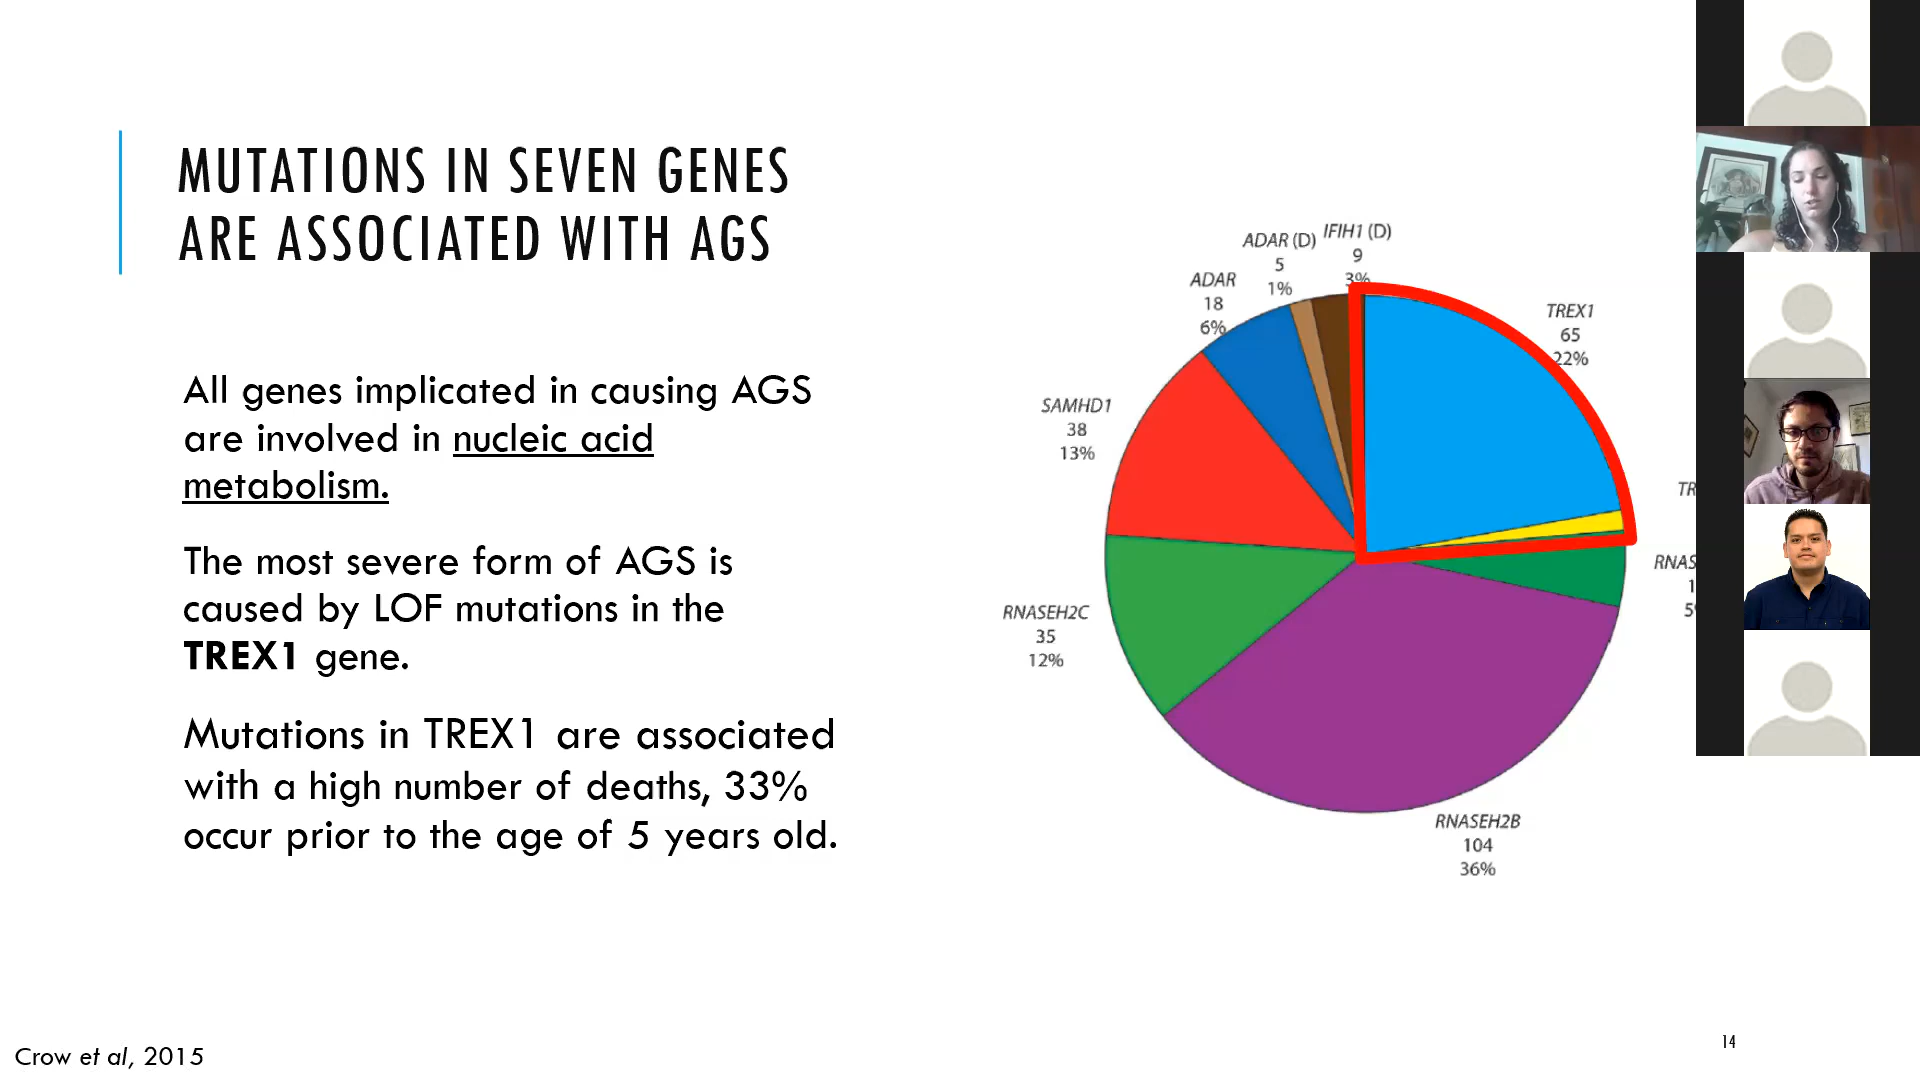 MUTATIONS IN SEVEN GENES
ARE ASSOCIATED WITH AGS
All genes implicated in causing AGS
are involved in nucleic acid
metabolism.
The most severe form of AGS is
caused by LOF mutations in the
TREX1 gene.
Mutations in TREX1 are associated
with a high number of deaths, 33%
occur prior to the age of 5 years old.
ADAR (D)
5
1%
IFIH1 (D)
9
3%
ADAR
18
6%
TREX1
65
22%
SAMHD1
38
13%
RNASEH2C
35
12%
RNASEH2B
104
36%
Crow et al, 2015
14